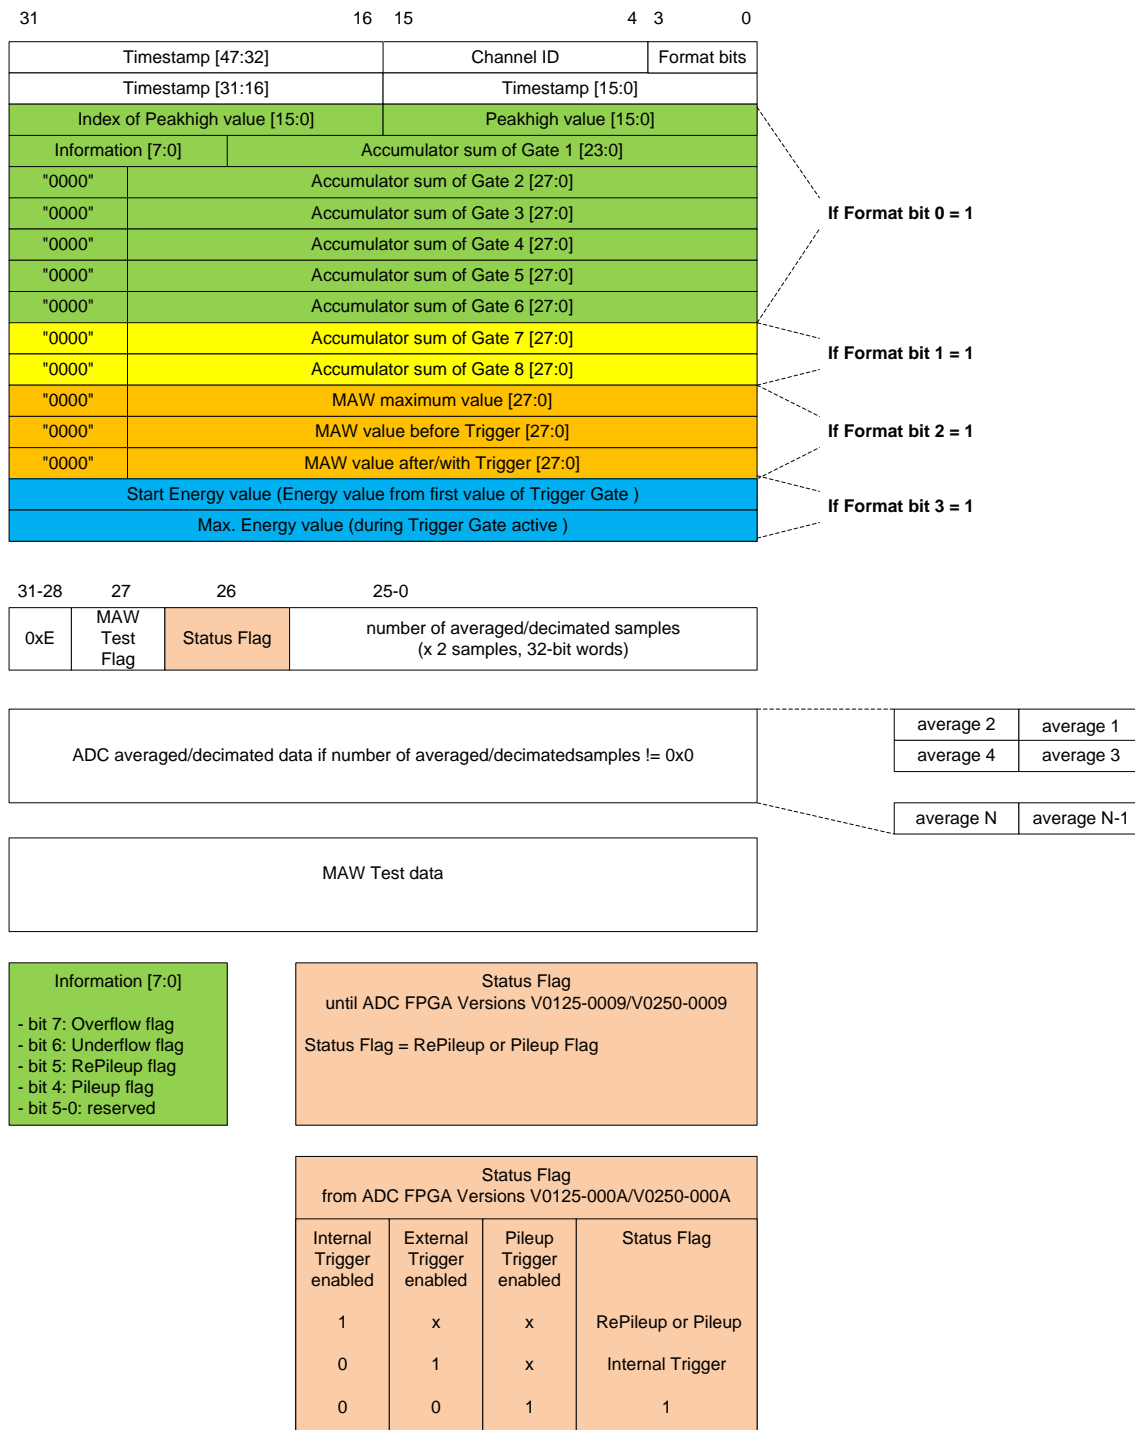 31 16 15 4 3 0
Timestamp [47:32] Channel ID Format bits
Timestamp [31:16] Timestamp [15:0]
Index of Peakhigh value [15:0] Peakhigh value [15:0]
Information [7:0] Accumulator sum of Gate 1 [23:0]
"0000" Accumulator sum of Gate 2 [27:0]
"0000" Accumulator sum of Gate 3 [27:0]
If Format bit 0 = 1
"0000" Accumulator sum of Gate 4 [27:0]
"0000" Accumulator sum of Gate 5 [27:0]
"0000" Accumulator sum of Gate 6 [27:0]
"0000" Accumulator sum of Gate 7 [27:0]
If Format bit 1 = 1
"0000" Accumulator sum of Gate 8 [27:0]
"0000" MAW maximum value [27:0]
"0000" MAW value before Trigger [27:0]
If Format bit 2 = 1
"0000" MAW value after/with Trigger [27:0]
Start Energy value (Energy value from first value of Trigger Gate )
If Format bit 3 = 1
Max. Energy value (during Trigger Gate active )
31-28 27 26 25-0
0xE
MAW
Test
Flag
Status Flag
number of averaged/decimated samples
(x 2 samples, 32-bit words)
ADC averaged/decimated data if number of averaged/decimatedsamples != 0x0
average 2 average 1
average 4 average 3
average N average N-1
MAW Test data
Information [7:0]
- bit 7: Overflow flag
- bit 6: Underflow flag
- bit 5: RePileup flag
- bit 4: Pileup flag
- bit 5-0: reserved
Status Flag
until ADC FPGA Versions V0125-0009/V0250-0009
Status Flag = RePileup or Pileup Flag
Status Flag
from ADC FPGA Versions V0125-000A/V0250-000A
Internal
Trigger
enabled
External
Trigger
enabled
Pileup
Trigger
enabled
Status Flag
1 x x RePileup or Pileup
0 1 x Internal Trigger
0 0 1 1